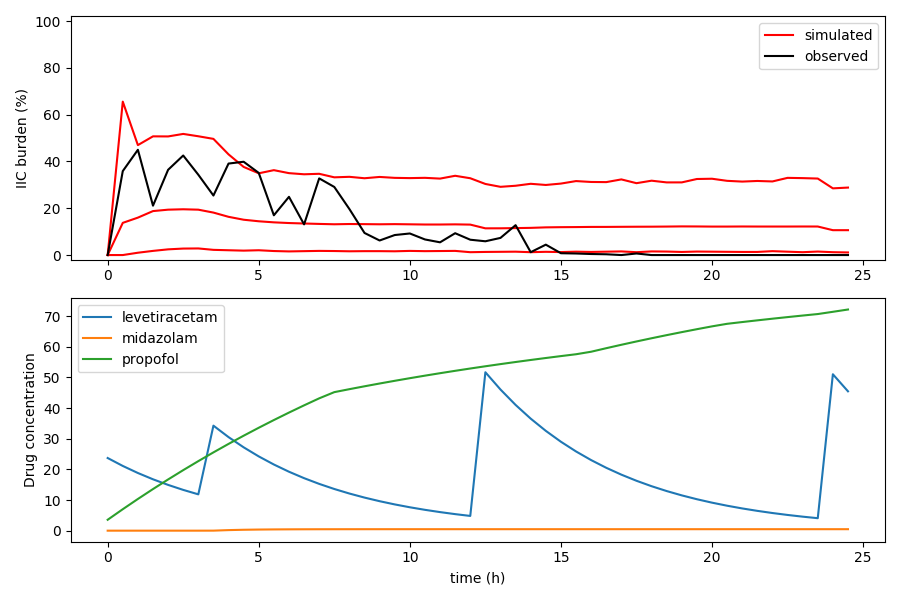 IIC burden (%)
100
80
60
40
20
0
simulated
observed
0 5 10 15 20 25
Drug concentration
70
60
50
40
30
20
10
0
levetiracetam
midazolam
propofol
0 5 10 15 20 25
time (h)